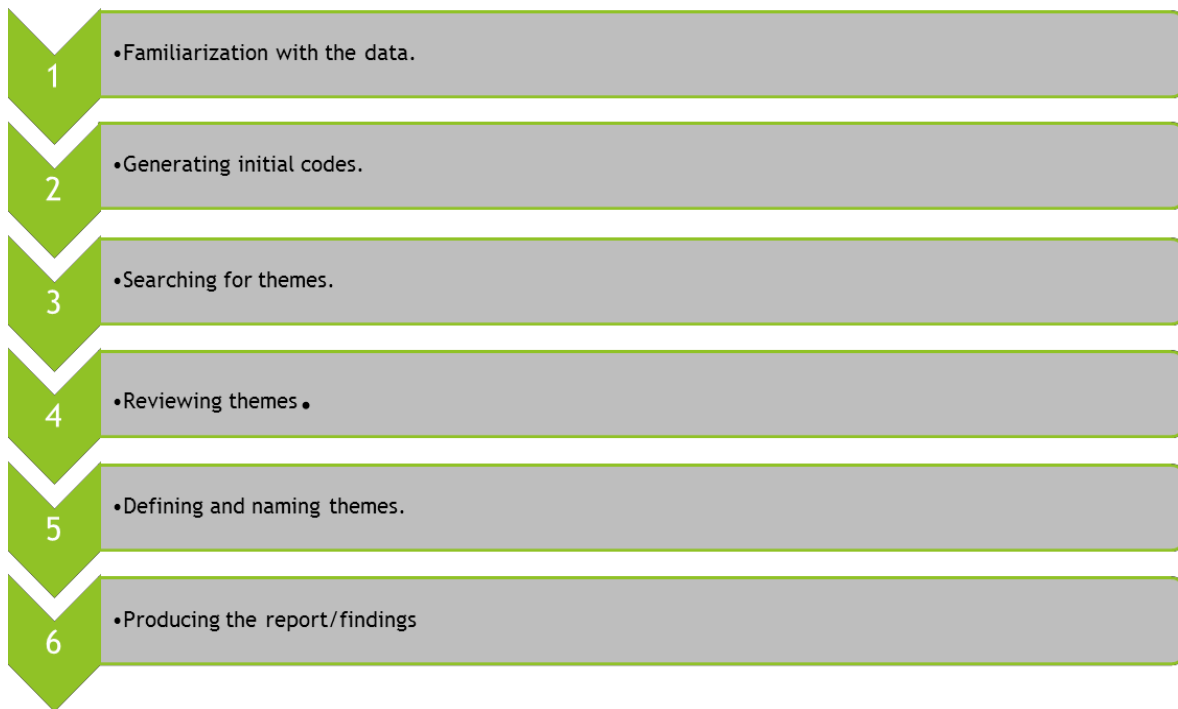 1
•Familiarization with the data.
2
•Generating initial codes.
3
•Searching for themes.
4
•Reviewing themes.
5
•Defining and naming themes.
6
•Producing the report/findings